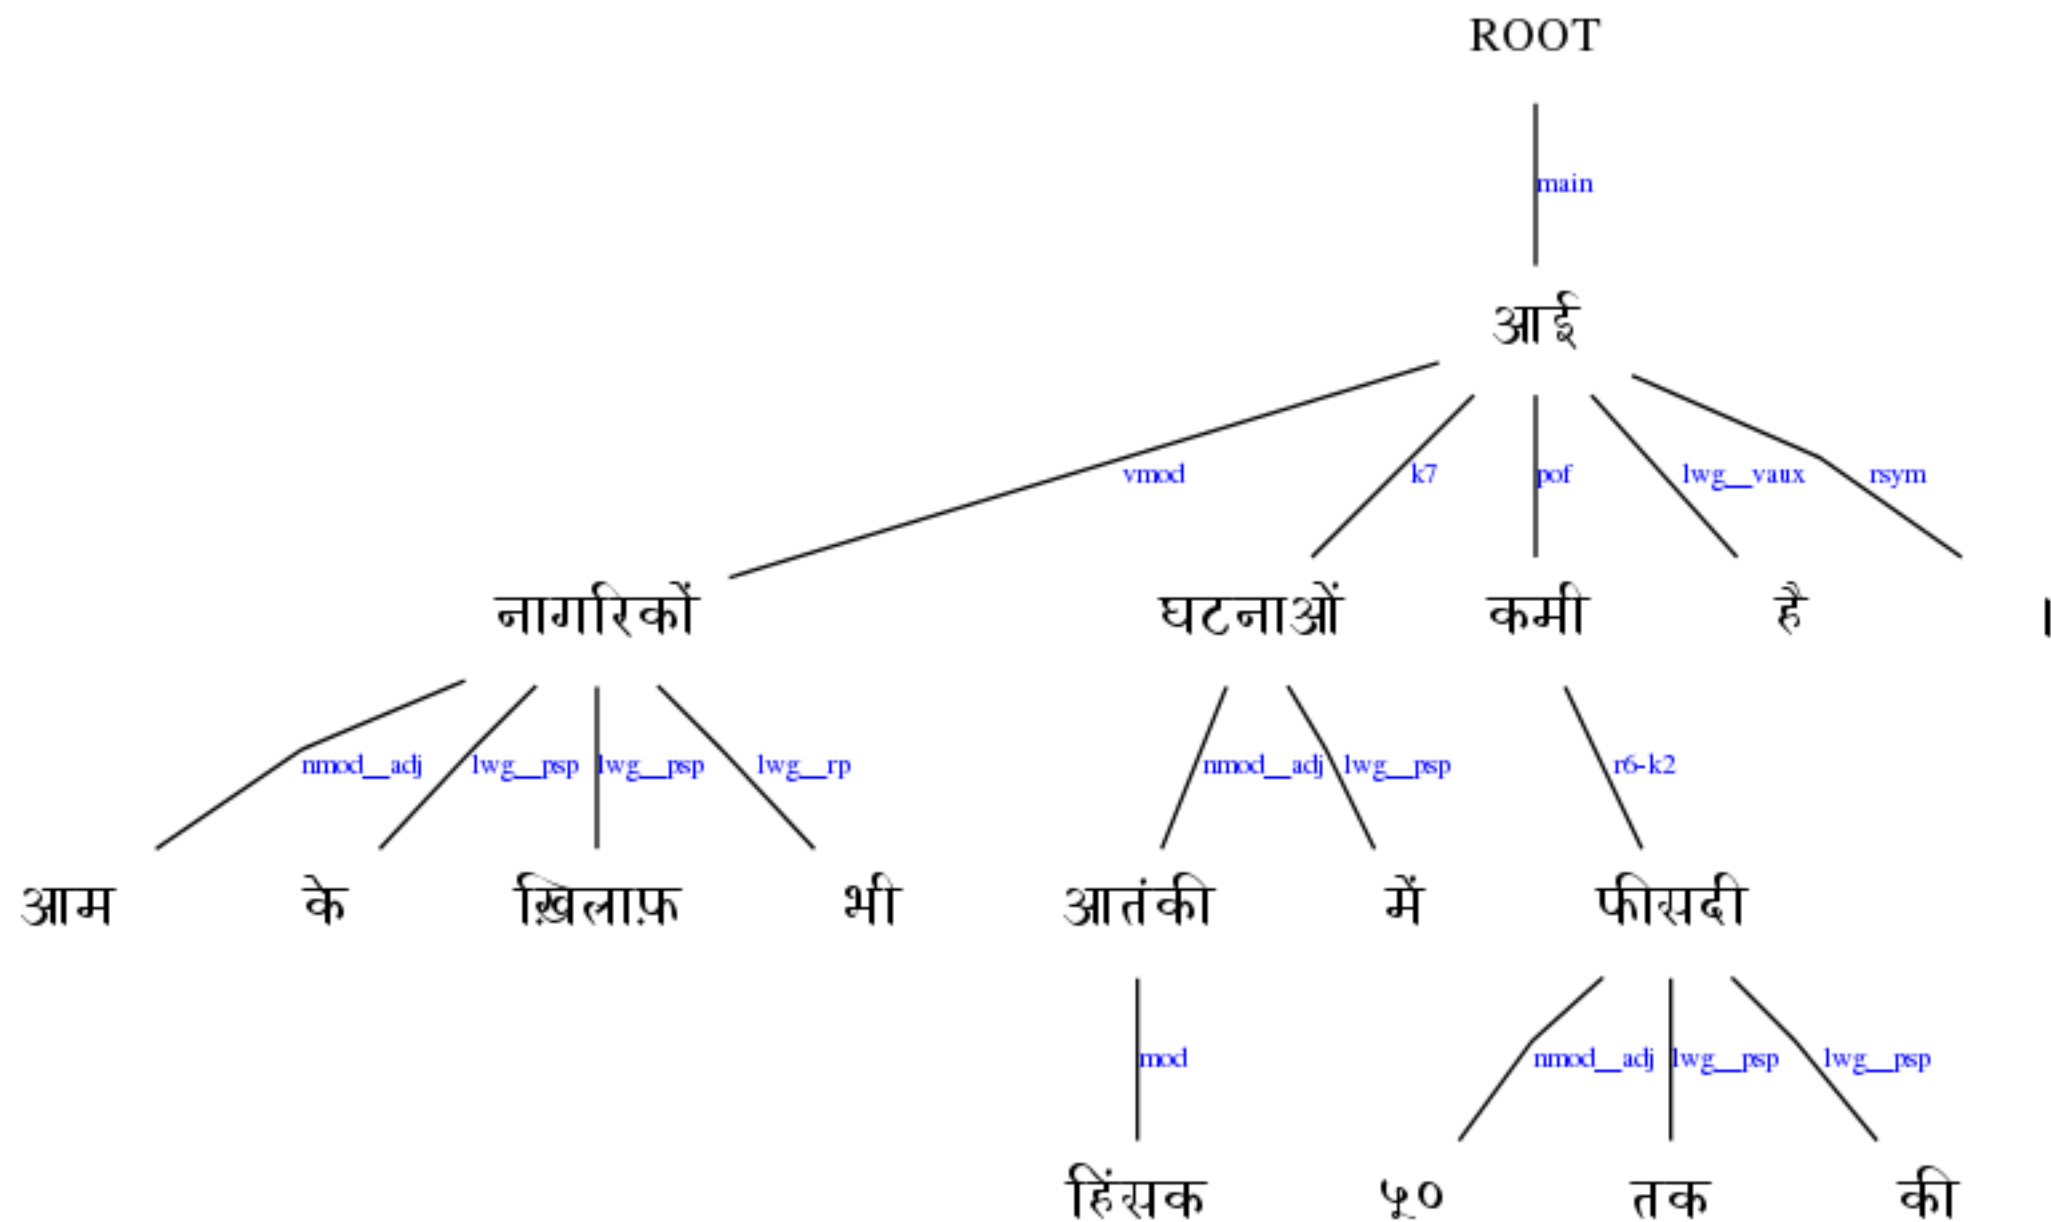 ROOT
main
आई
vmod k7 pof lwg__vaux rsym
नागरिकों घटनाओं कमी है ।
nmod__adj lwg__psp lwg__psp lwg__rp nmod__adj lwg__psp r6-k2
आम के ख़िलाफ़ भी आतंकी में फीसदी
mod nmod__adj lwg__psp lwg__psp
हिंसक ५० तक की